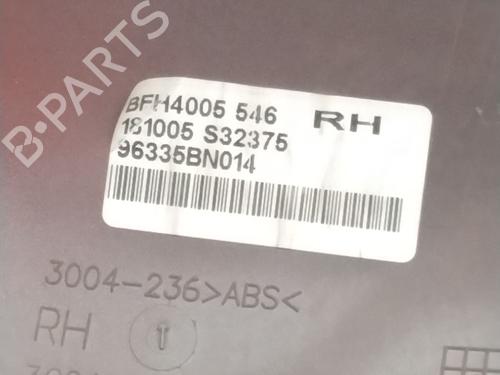 B-PARTS
BFH4005 546 RH
181005 S32375
96335BN014
3004-236>ABS<
RH